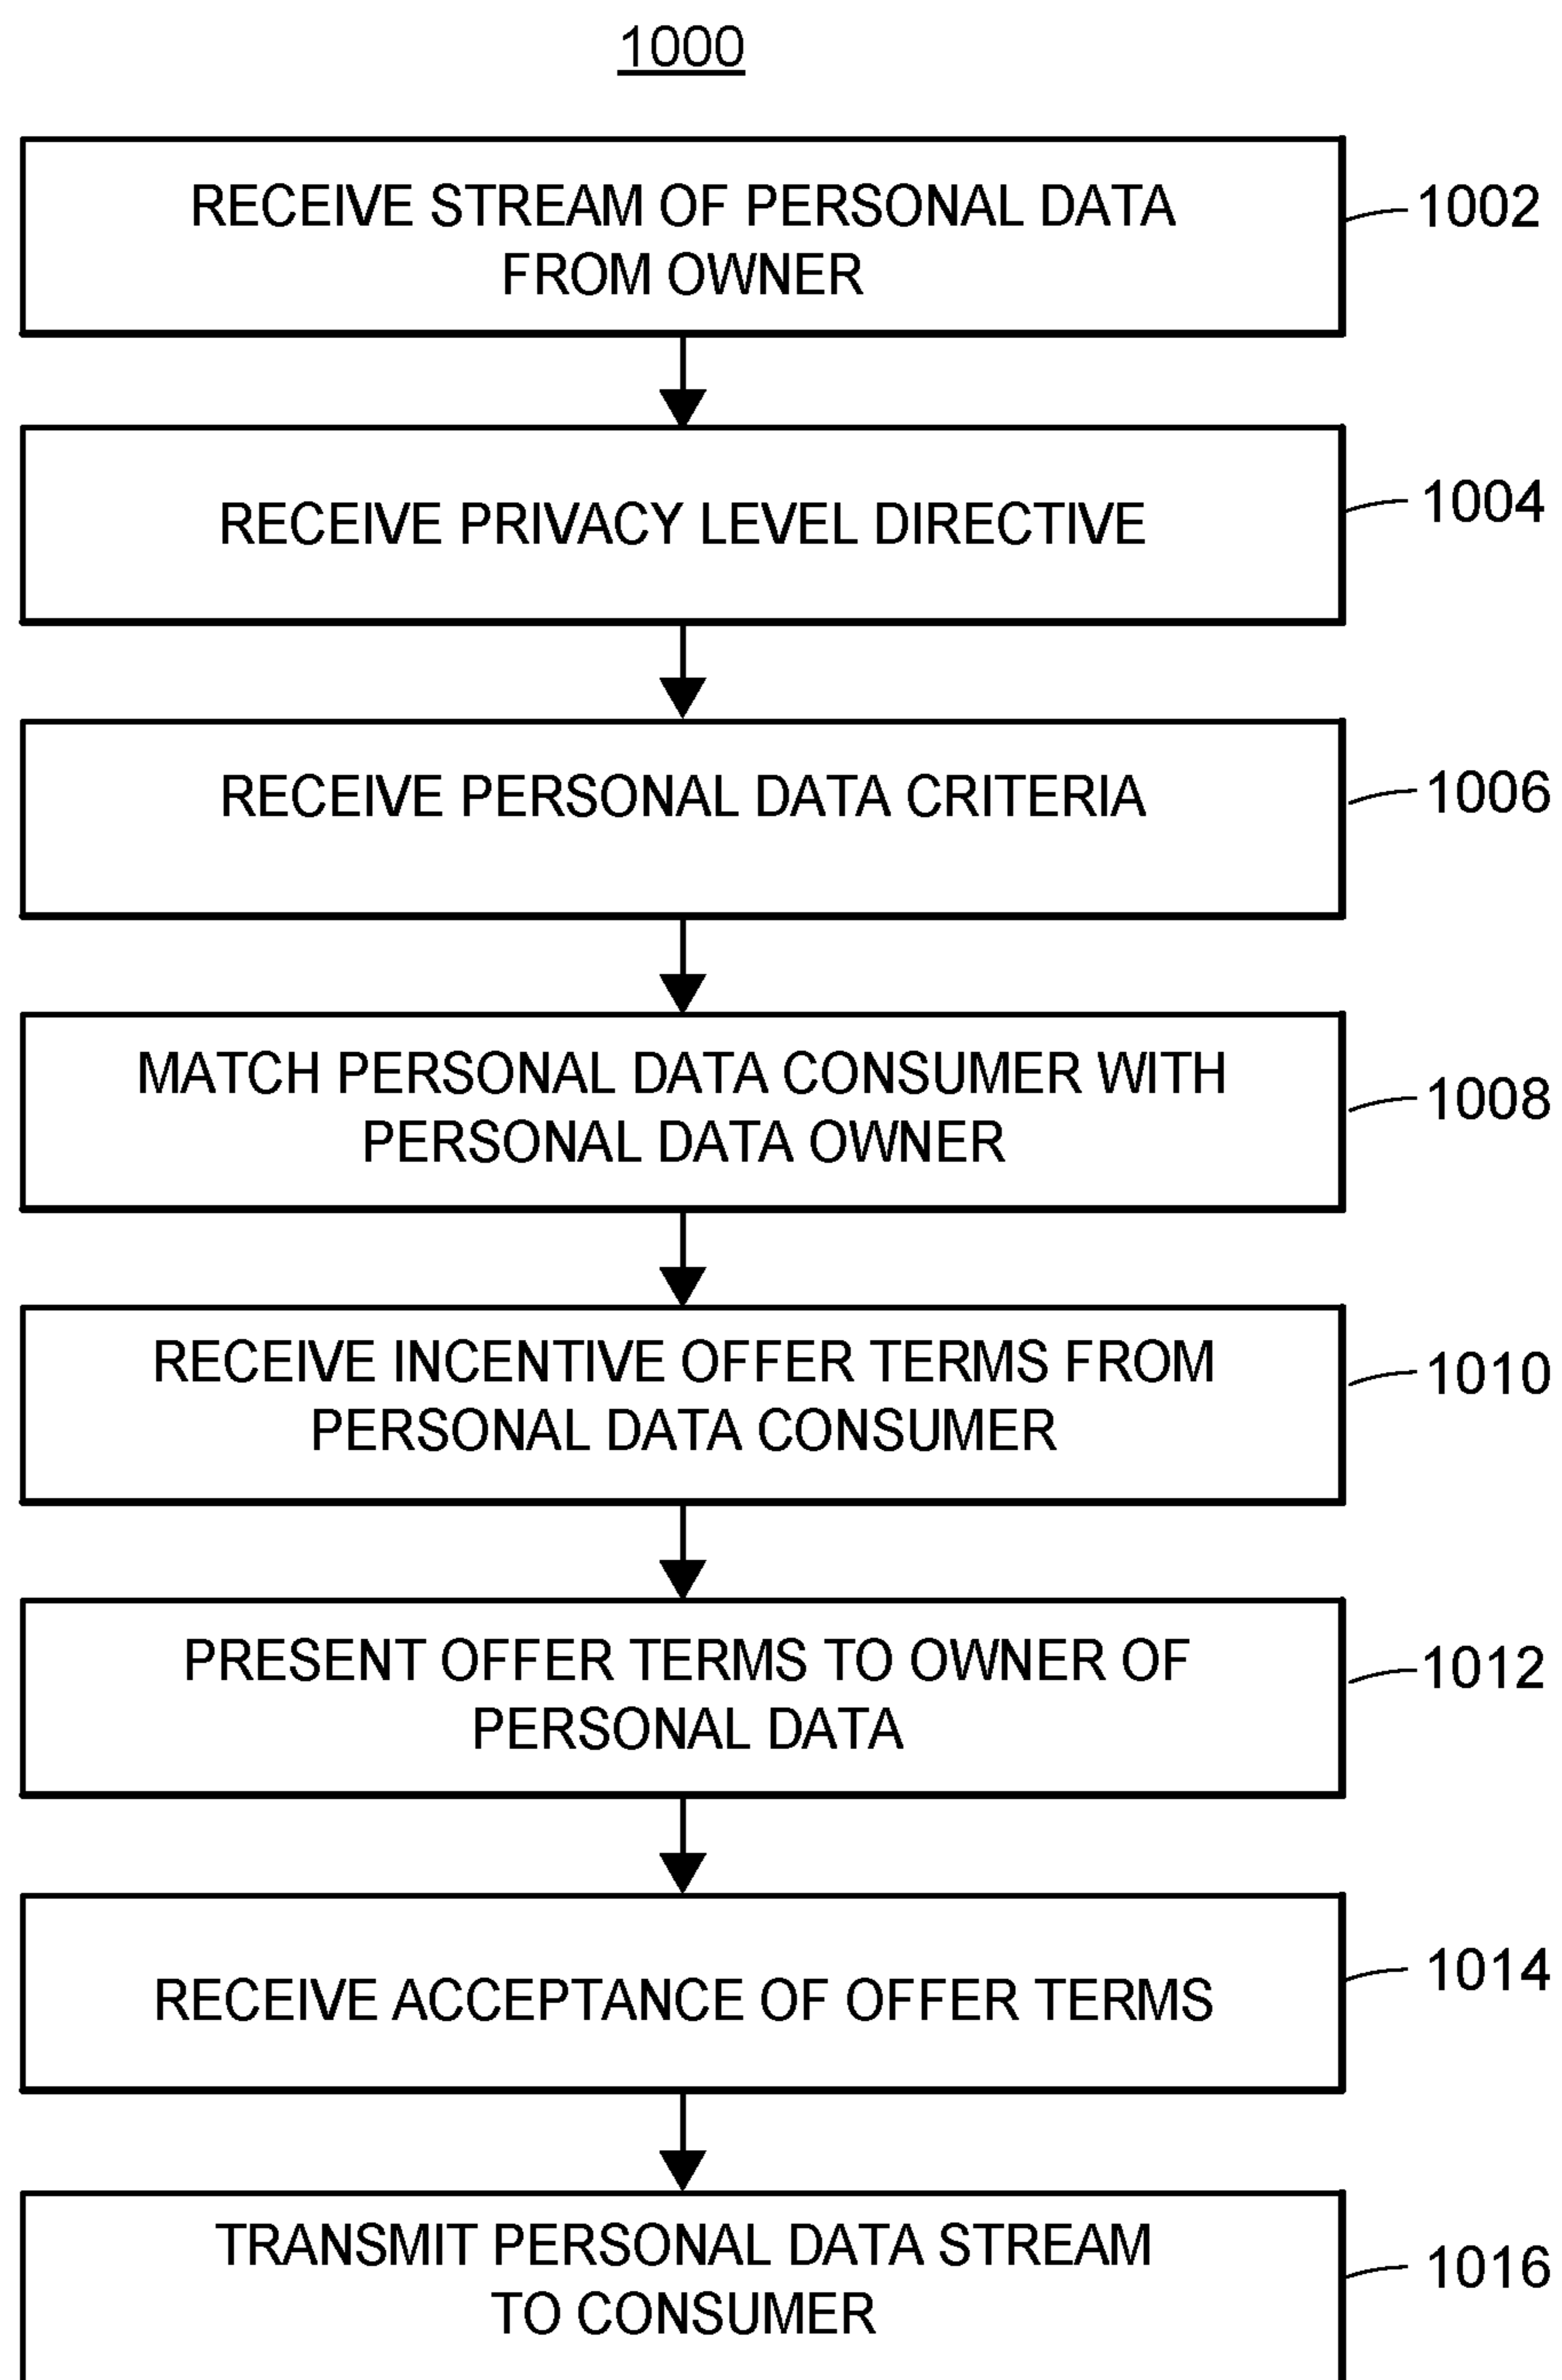 1000
RECEIVE STREAM OF PERSONAL DATA
FROM OWNER
1002
RECEIVE PRIVACY LEVEL DIRECTIVE
1004
RECEIVE PERSONAL DATA CRITERIA
1006
MATCH PERSONAL DATA CONSUMER WITH
PERSONAL DATA OWNER
1008
RECEIVE INCENTIVE OFFER TERMS FROM
PERSONAL DATA CONSUMER
1010
PRESENT OFFER TERMS TO OWNER OF
PERSONAL DATA
1012
RECEIVE ACCEPTANCE OF OFFER TERMS
1014
TRANSMIT PERSONAL DATA STREAM
TO CONSUMER
1016